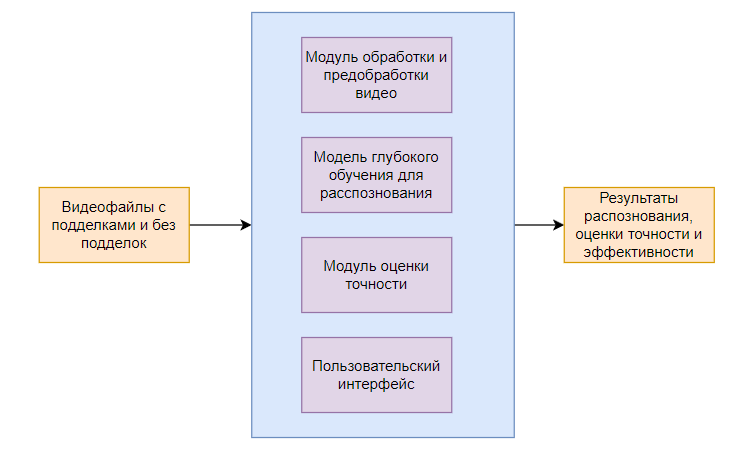 Модуль обработки и
предобработки
видео
Модель глубокого
обучения для
расспознования
Видеофайлы с
подделками и без
подделок
Результаты
распознования,
оценки точности и
эффективности
Модуль оценки
точности
Пользовательский
интерфейс